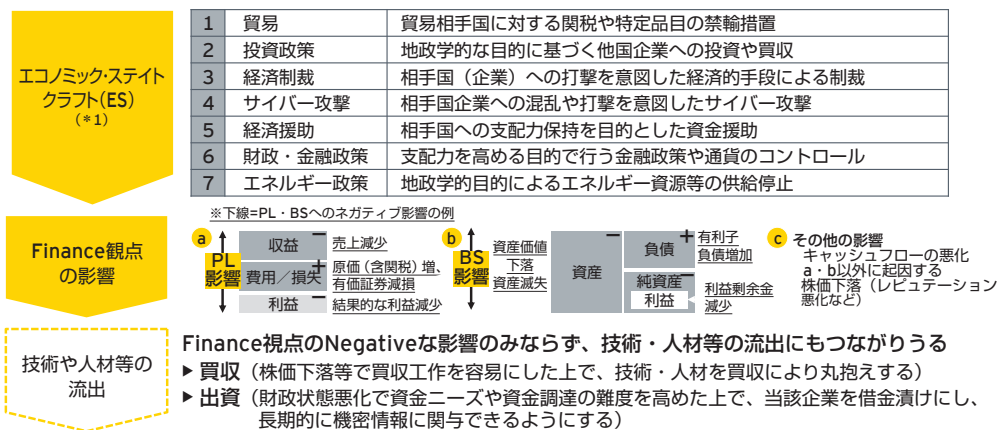 エコノミック・ステイト
クラフト(ES)
(*1)
1 貿易 貿易相手国に対する関税や特定品目の禁輸措置
2 投資政策 地政学的な目的に基づく他国企業への投資や買収
3 経済制裁 相手国（企業）への打撃を意図した経済的手段による制裁
4 サイバー攻撃 相手国企業への混乱や打撃を意図したサイバー攻撃
5 経済援助 相手国への支配力保持を目的とした資金援助
6 財政・金融政策 支配力を高める目的で行う金融政策や通貨のコントロール
7 エネルギー政策 地政学的目的によるエネルギー資源等の供給停止
Finance観点
の影響
※下線=PL・BSへのネガティブ影響の例
a
PL
影響
収益 −
売上減少
費用／損失 +
原価（含関税）増、
有価証券減損
利益 −
結果的な利益減少
b
BS
影響
資産価値
下落
資産滅失
資産 −
負債 +
有利子
負債増加
純資産
利益
利益剰余金
減少
c その他の影響
キャッシュフローの悪化
a・b以外に起因する
株価下落（レピュテーション
悪化など）
技術や人材等の
流出
Finance視点のNegativeな影響のみならず、技術・人材等の流出にもつながりうる
▶ 買収（株価下落等で買収工作を容易にした上で、技術・人材を買収により丸抱えする）
▶ 出資（財政状態悪化で資金ニーズや資金調達の難度を高めた上で、当該企業を借金漬けにし、
長期的に機密情報に関与できるようにする）